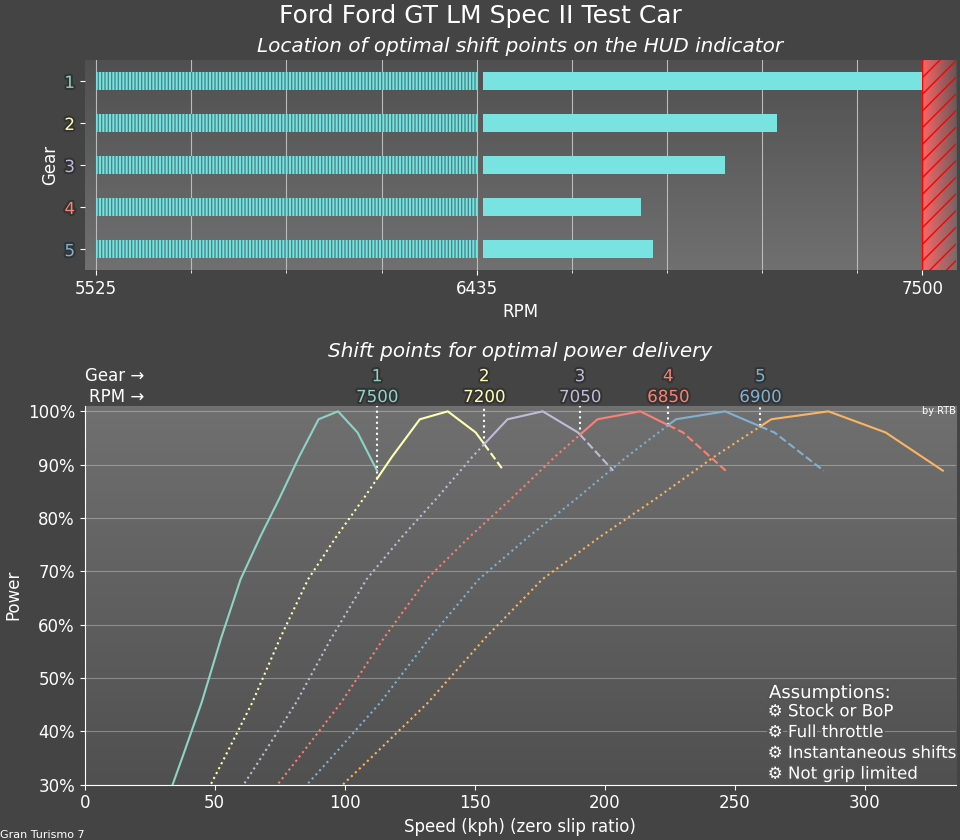 Ford Ford GT LM Spec II Test Car
Location of optimal shift points on the HUD indicator
Gear
1
2
3
4
5
5525 6435 7500
RPM
Shift points for optimal power delivery
Gear → 1 2 3 4 5
RPM → 7500 7200 7050 6850 6900
by RTB
Power
100%
90%
80%
70%
60%
50%
40%
30%
Assumptions:
⚙ Stock or BoP
⚙ Full throttle
⚙ Instantaneous shifts
⚙ Not grip limited
0 50 100 150 200 250 300
Speed (kph) (zero slip ratio)
Gran Turismo 7